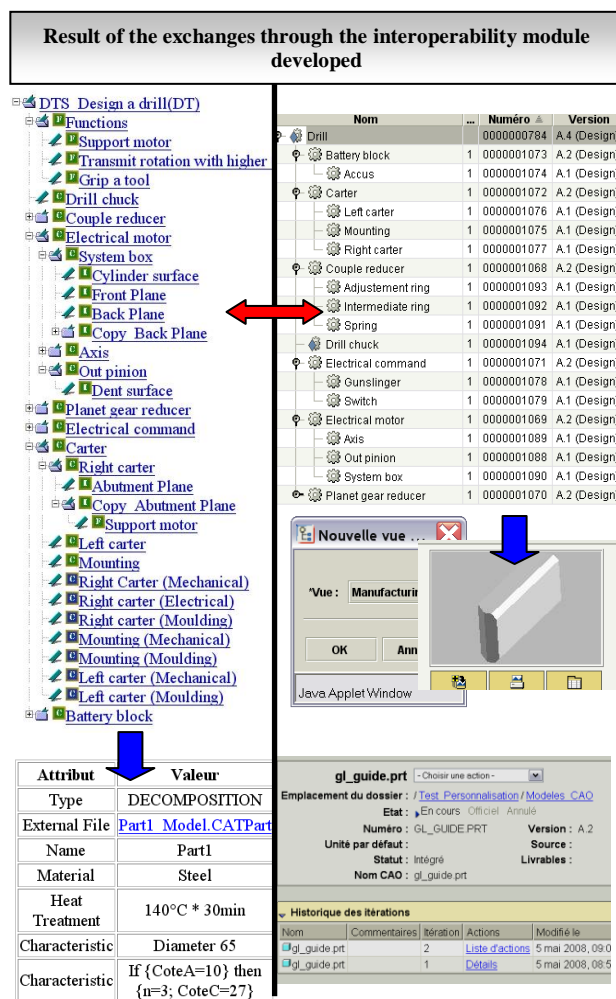 Result of the exchanges through the interoperability module
developed
DTS Design a drill(DT)
Functions
Support motor
Transmit rotation with higher
Grip a tool
Drill chuck
Couple reducer
Electrical motor
System box
Cylinder surface
Front Plane
Back Plane
Copy Back Plane
Axis
Out pinion
Dent surface
Planet gear reducer
Electrical command
Carter
Right carter
Abutment Plane
Copy Abutment Plane
Support motor
Left carter
Mounting
Right Carter (Mechanical)
Right carter (Electrical)
Right carter (Moulding)
Mounting (Mechanical)
Mounting (Moulding)
Left carter (Mechanical)
Left carter (Moulding)
Battery block
Nom ... Numéro Version
Drill 0000000784 A.4 (Design)
Battery block 1 0000001073 A.2 (Design)
Accus 1 0000001074 A.1 (Design)
Carter 1 0000001072 A.2 (Design)
Left carter 1 0000001076 A.1 (Design)
Mounting 1 0000001075 A.1 (Design)
Right carter 1 0000001077 A.1 (Design)
Couple reducer 1 0000001068 A.2 (Design)
Adjustement ring 1 0000001093 A.1 (Design)
Intermediate ring 1 0000001092 A.1 (Design)
Spring 1 0000001091 A.1 (Design)
Drill chuck 1 0000001094 A.1 (Design)
Electrical command 1 0000001071 A.2 (Design)
Gunslinger 1 0000001078 A.1 (Design)
Switch 1 0000001079 A.1 (Design)
Electrical motor 1 0000001069 A.2 (Design)
Axis 1 0000001089 A.1 (Design)
Out pinion 1 0000001088 A.1 (Design)
System box 1 0000001090 A.1 (Design)
Planet gear reducer 1 0000001070 A.2 (Design)
Nouvelle vue ...
*Vue : Manufacturin
OK Ann
Java Applet Window
Attribut Valeur
Type DECOMPOSITION
External File Part1_Model.CATPart
Name Part1
Material Steel
Heat
Treatment 140°C * 30min
Characteristic Diameter 65
Characteristic If {CoteA=10} then
{n=3; CoteC=27}
gl_guide.prt - Choisir une action -
Emplacement du dossier : / Test_Personnalisation / Modeles_CAO
Etat : En cours Officiel Annulé
Numéro : GL_GUIDE.PRT Version : A.2
Unité par défaut : Source :
Statut : Intégré Livrables :
Nom CAO : gl_guide.prt
Historique des itérations
Nom Commentaires Itération Actions Modifié le
gl_guide.prt 2 Liste d'actions 5 mai 2008, 09:0
gl_guide.prt 1 Détails 5 mai 2008, 08:5